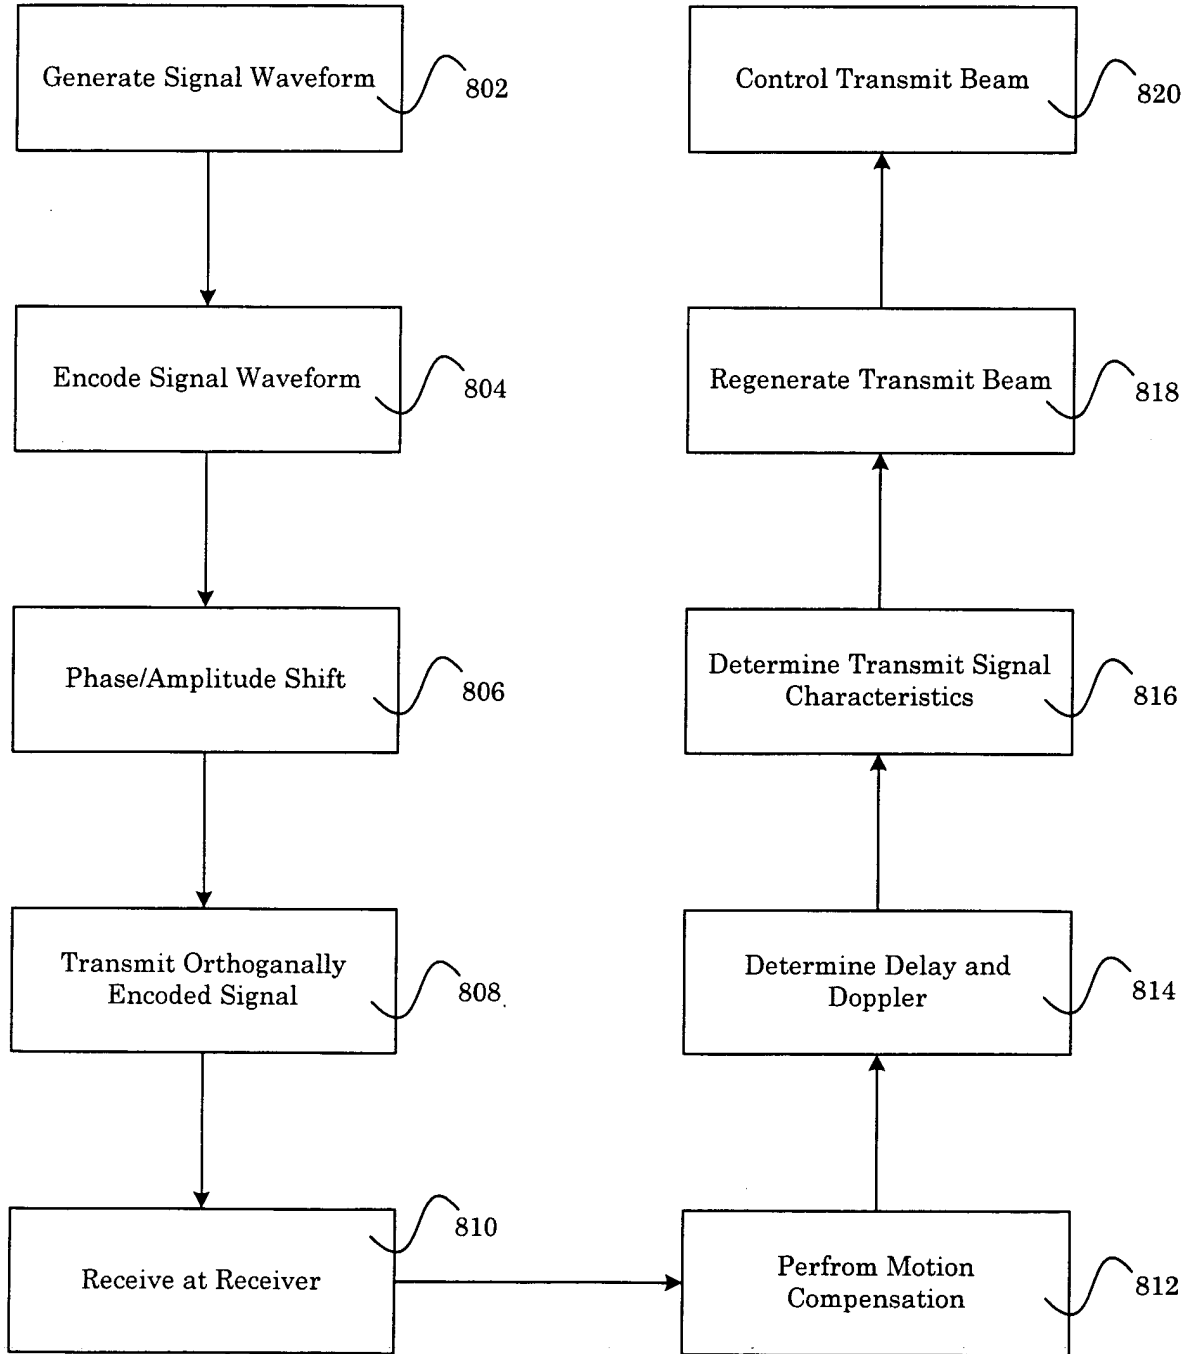 Generate Signal Waveform
802
Encode Signal Waveform
804
Phase/Amplitude Shift
806
Transmit Orthoganally
Encoded Signal
808
Receive at Receiver
810
Perfrom Motion
Compensation
812
Determine Delay and
Doppler
814
Determine Transmit Signal
Characteristics
816
Regenerate Transmit Beam
818
Control Transmit Beam
820